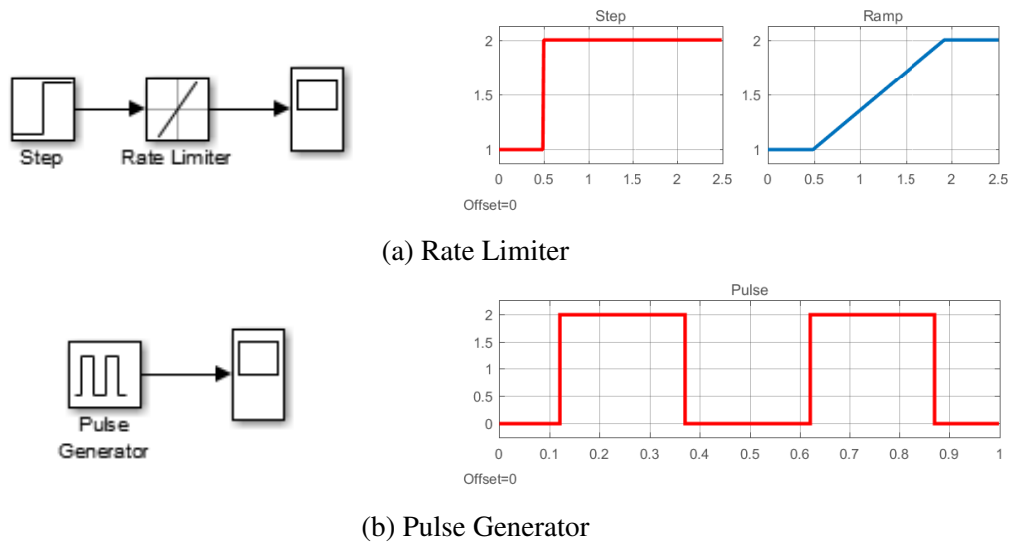 Step
Rate Limiter
Step
2
1.5
1
0 0.5 1 1.5 2 2.5
Offset=0
Ramp
2
1.5
1
0 0.5 1 1.5 2 2.5
(a) Rate Limiter
Pulse
Generator
Pulse
2
1.5
1
0.5
0
0 0.1 0.2 0.3 0.4 0.5 0.6 0.7 0.8 0.9 1
Offset=0
(b) Pulse Generator